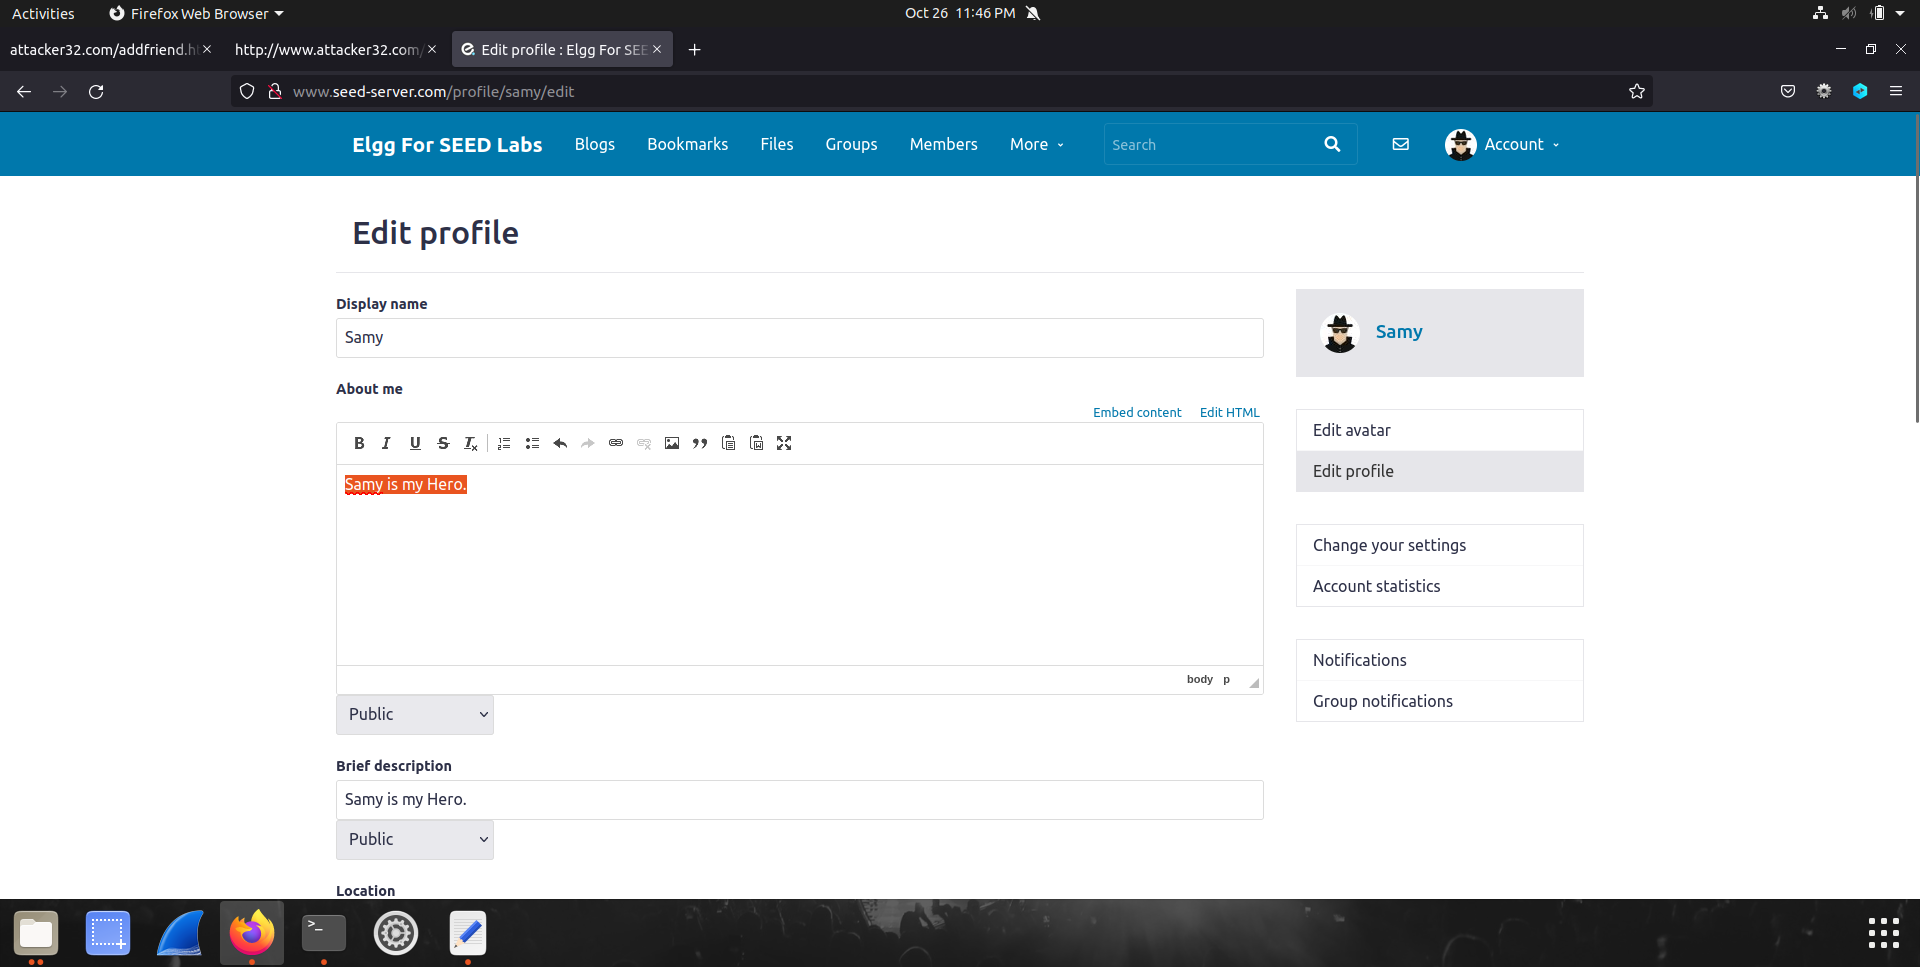 Activities
Firefox Web Browser
Oct 26 11:46 PM
attacker32.com/addfriend.h
http://www.attacker32.com/
Edit profile : Elgg For SEE
www.seed-server.com/profile/samy/edit
Elgg For SEED Labs
Blogs
Bookmarks
Files
Groups
Members
More
Search
Account
Edit profile
Display name
Samy
About me
Embed content
Edit HTML
Samy is my Hero.
body p
Public
Brief description
Samy is my Hero.
Public
Location
Samy
Edit avatar
Edit profile
Change your settings
Account statistics
Notifications
Group notifications